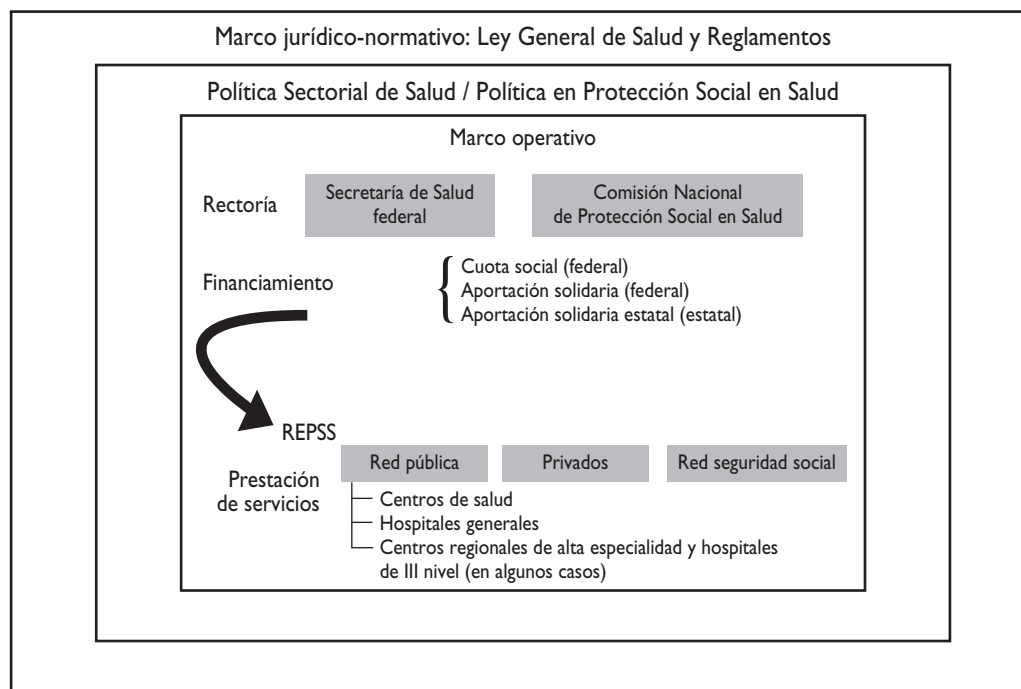 Marco jurídico-normativo: Ley General de Salud y Reglamentos
Política Sectorial de Salud / Política en Protección Social en Salud
Marco operativo
Rectoría
Secretaría de Salud
federal
Comisión Nacional
de Protección Social en Salud
Financiamiento
Cuota social (federal)
Aportación solidaria (federal)
Aportación solidaria estatal (estatal)
REPSS
Prestación
de servicios
Red pública
Privados
Red seguridad social
Centros de salud
Hospitales generales
Centros regionales de alta especialidad y hospitales
de III nivel (en algunos casos)